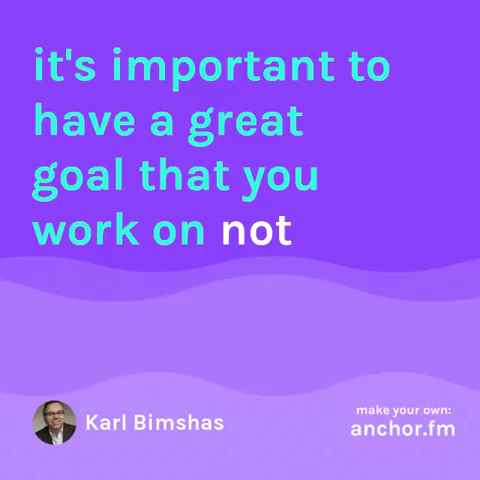 it's important to
have a great
goal that you
work on not
Karl Bimshas
make your own:
anchor.fm